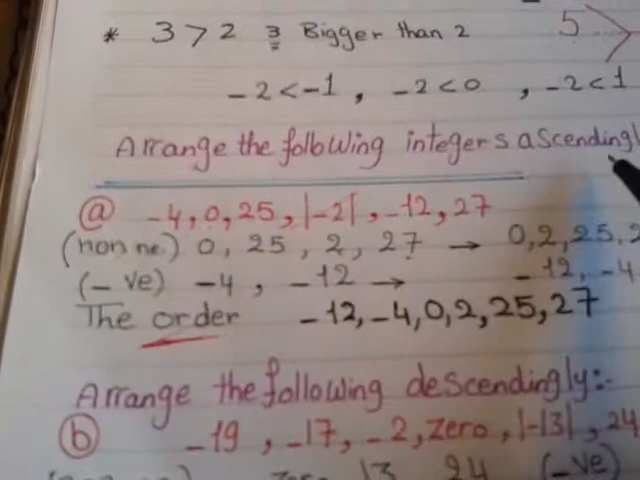 * 3 > 2 3 Bigger than 2 5
-2 < -1 , -2 < 0 , -2 < 1
Arrange the following integers ascendingl
ⓐ -4, 0, 25, |-2|, -12, 27
(non ne.) 0, 25, 2, 27 → 0, 2, 25, 2
(-ve) -4, -12 → -12, -4
The order -12, -4, 0, 2, 25, 27
Arrange the following descendingly:-
ⓑ -19, -17, -2, zero, |-13|, 24
13 24 (-ve)